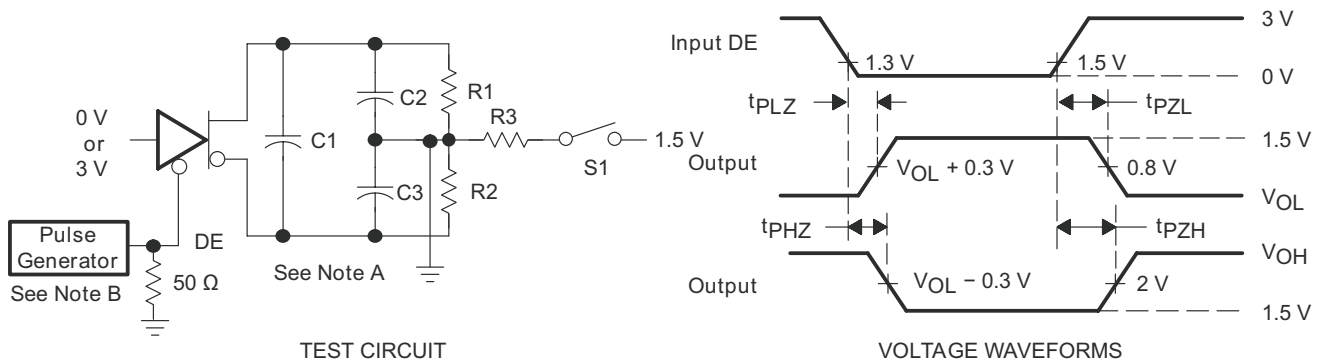 0 V
or
3 V
C1
C2
C3
R1
R2
R3
S1
1.5 V
Pulse
Generator
DE
See Note B
50 Ω
See Note A
TEST CIRCUIT
Input DE
3 V
1.3 V
1.5 V
0 V
tPLZ
tPZL
1.5 V
Output
VOL + 0.3 V
0.8 V
VOL
tPHZ
tPZH
VOH
Output
VOL − 0.3 V
2 V
1.5 V
VOLTAGE WAVEFORMS